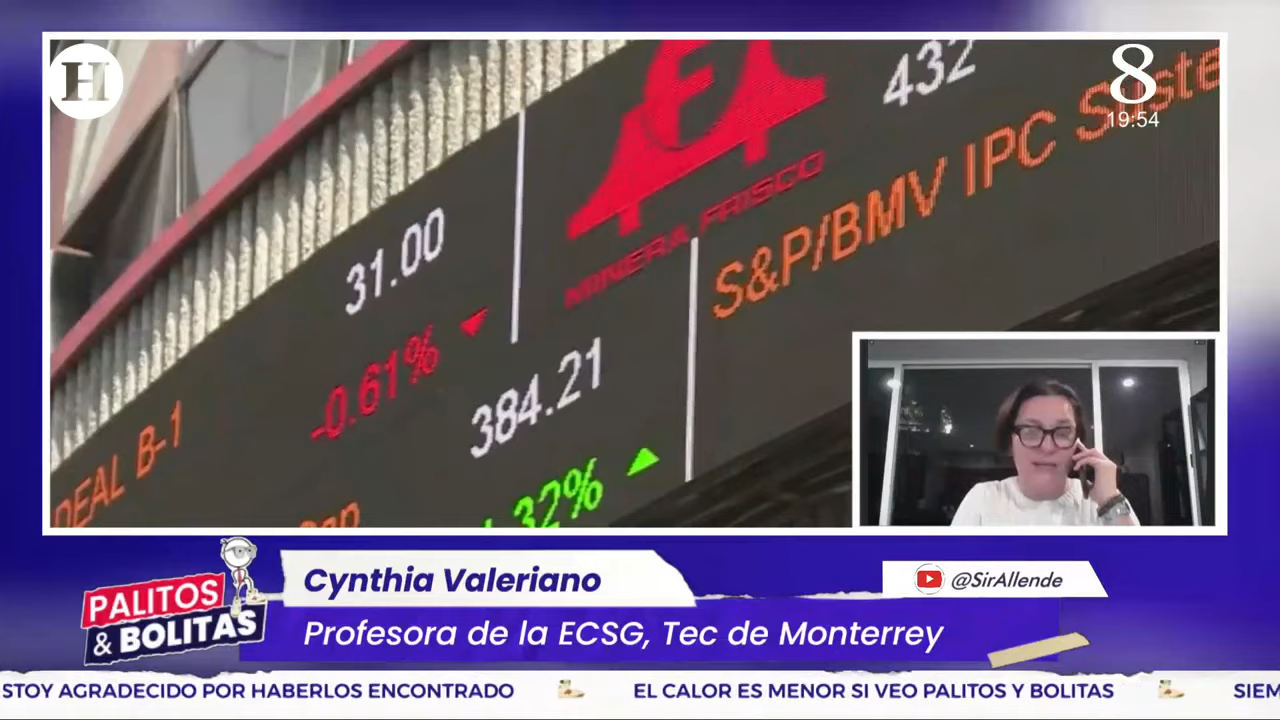 H
8
19:54
432
S&P/BMV IPC Suste
MINERA FRISCO
31.00
-0.61%
384.21
32%
DEAL B-1
Cynthia Valeriano
Profesora de la ECSG, Tec de Monterrey
@SirAllende
PALITOS
& BOLITAS
STOY AGRADECIDO POR HABERLOS ENCONTRADO
EL CALOR ES MENOR SI VEO PALITOS Y BOLITAS
SIEM